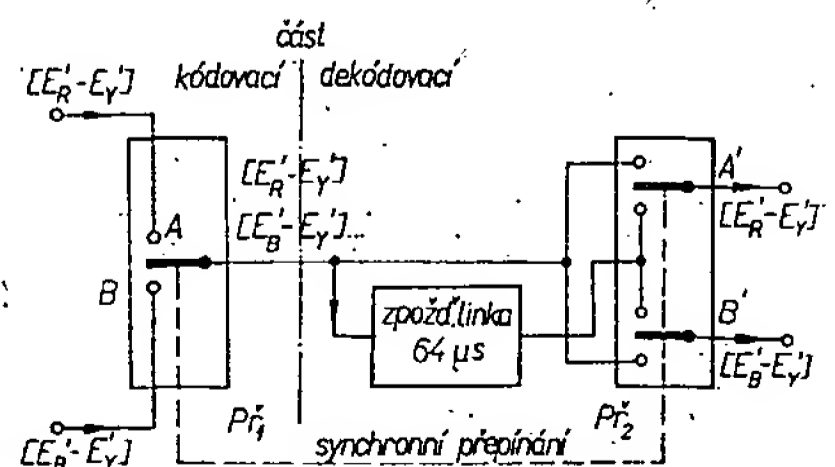 část
kódovací dekódovací
[E'R-E'Y]
[E'R-E'Y]
[E'B-E'Y]...
A
B
zpožď. linka
64 µs
A'
[E'R-E'Y]
B'
[E'B-E'Y]
Př1
Př2
synchronní přepínání
[E'B-E'Y]